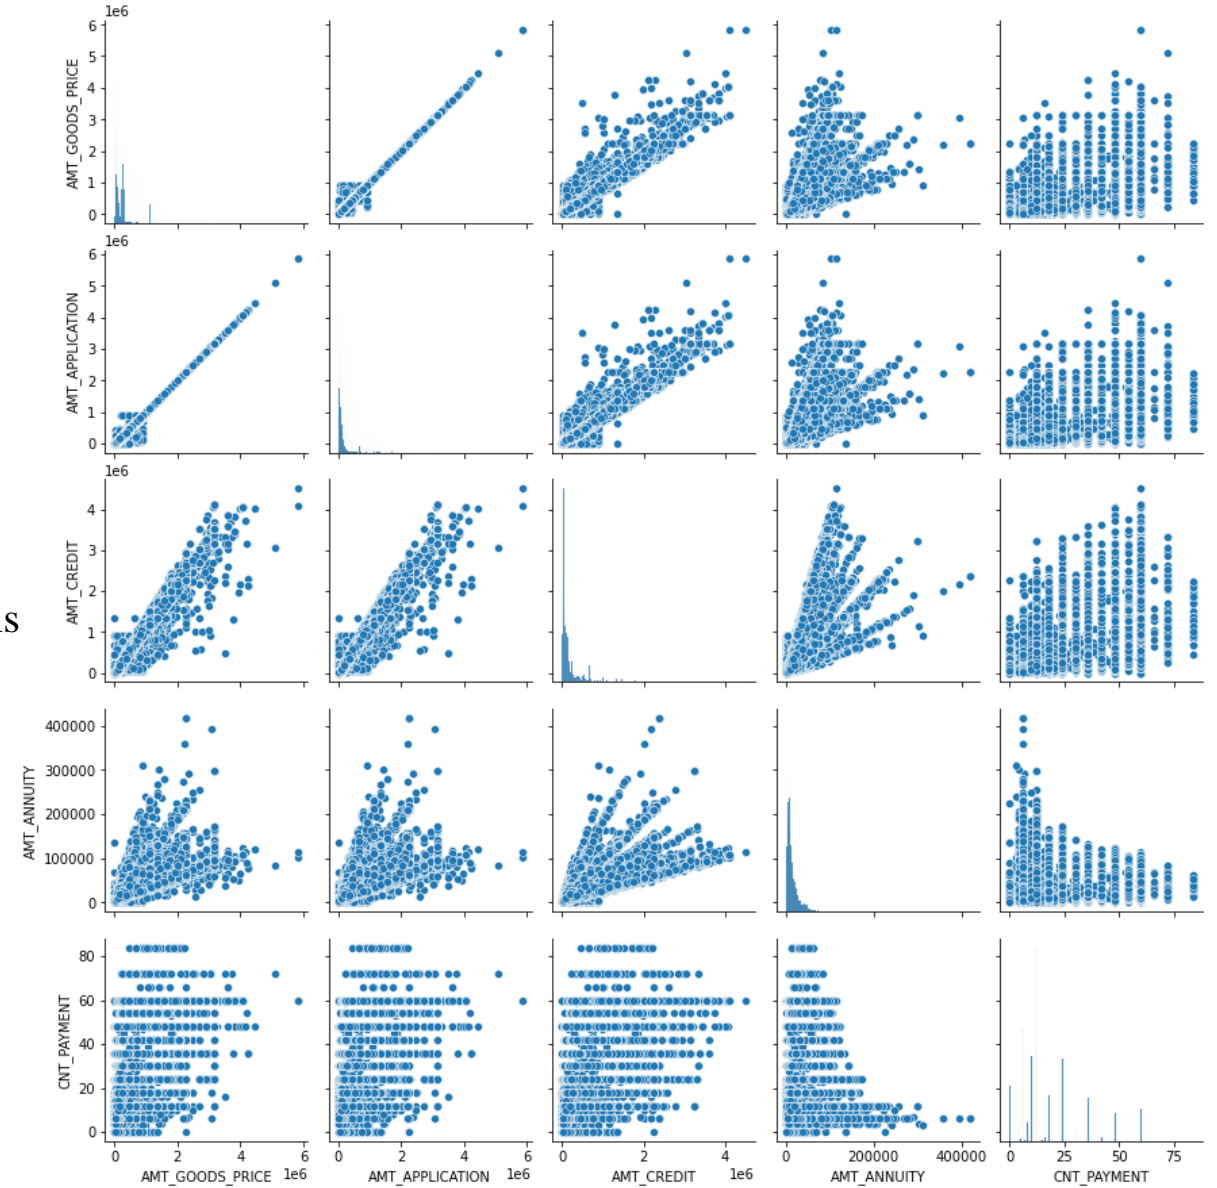 1e6
6
5
4
3
2
1
0
AMT_GOODS_PRICE
1e6
6
5
4
3
2
1
0
AMT_APPLICATION
1e6
4
3
2
1
0
AMT_CREDIT
400000
300000
200000
100000
0
AMT_ANNUITY
80
60
40
20
0
CNT_PAYMENT
0 2 4 6 0 2 4 6 0 2 4 0 200000 400000 0 25 50 75
AMT_GOODS_PRICE 1e6 AMT_APPLICATION 1e6 AMT_CREDIT 1e6 AMT_ANNUITY CNT_PAYMENT